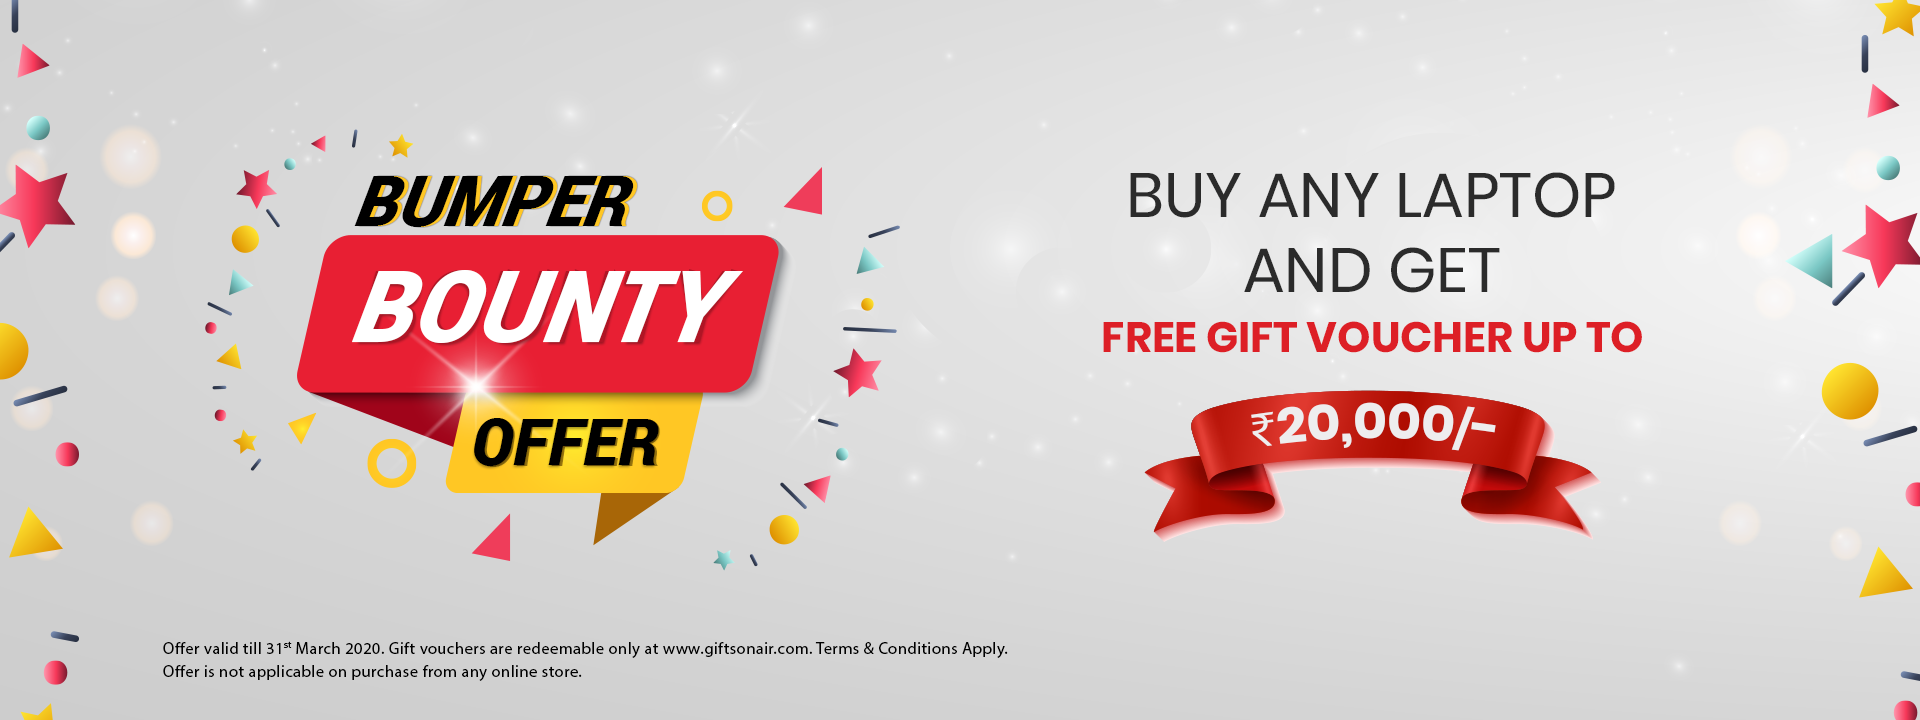 BUMPER
BOUNTY
OFFER
BUY ANY LAPTOP
AND GET
FREE GIFT VOUCHER UP TO
₹20,000/-
Offer valid till 31st March 2020. Gift vouchers are redeemable only at www.giftsonair.com. Terms & Conditions Apply.
Offer is not applicable on purchase from any online store.